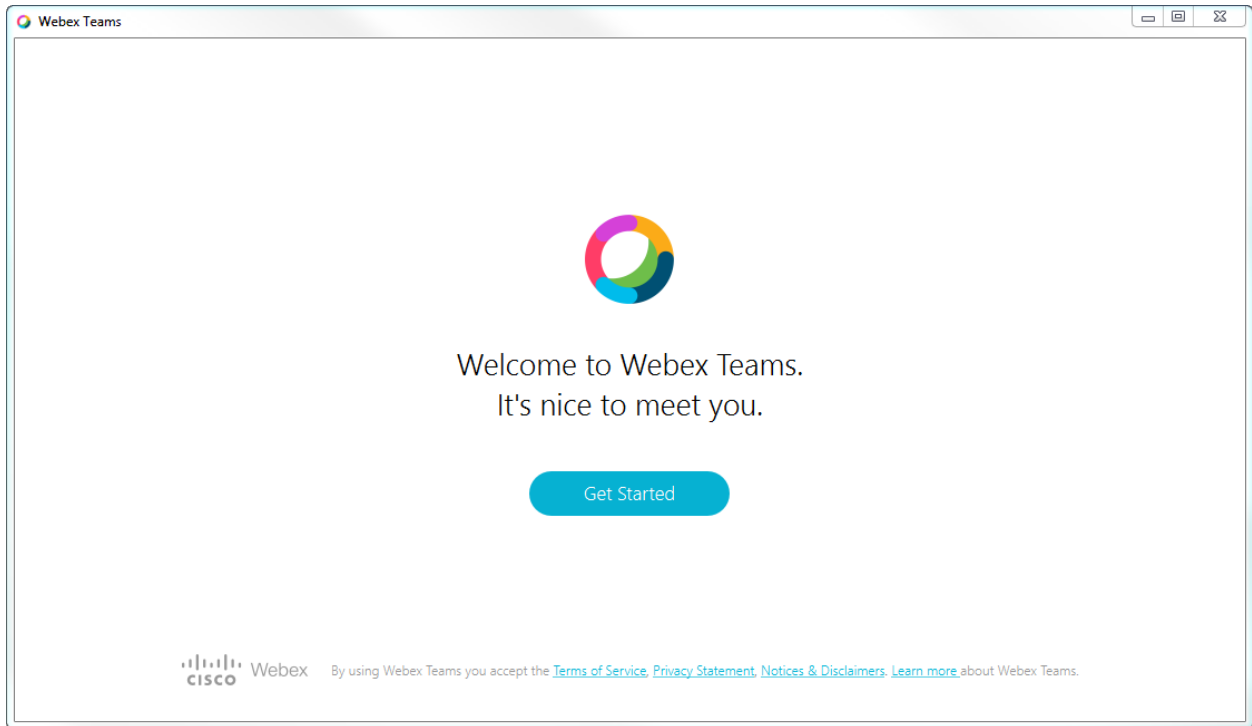 Webex Teams
Welcome to Webex Teams.
It's nice to meet you.
Get Started
CISCO Webex By using Webex Teams you accept the Terms of Service, Privacy Statement, Notices & Disclaimers. Learn more about Webex Teams.